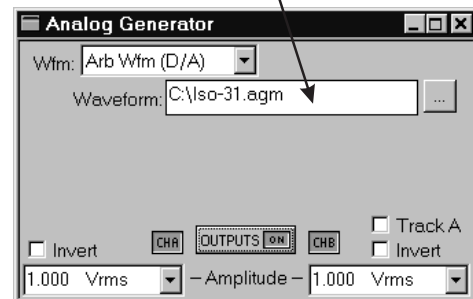 Analog Generator
Wfm: Arb Wfm (D/A)
Waveform: C:\Iso-31.agm ...
Track A
Invert CHA OUTPUTS ON CHB Invert
1.000 Vrms – Amplitude – 1.000 Vrms